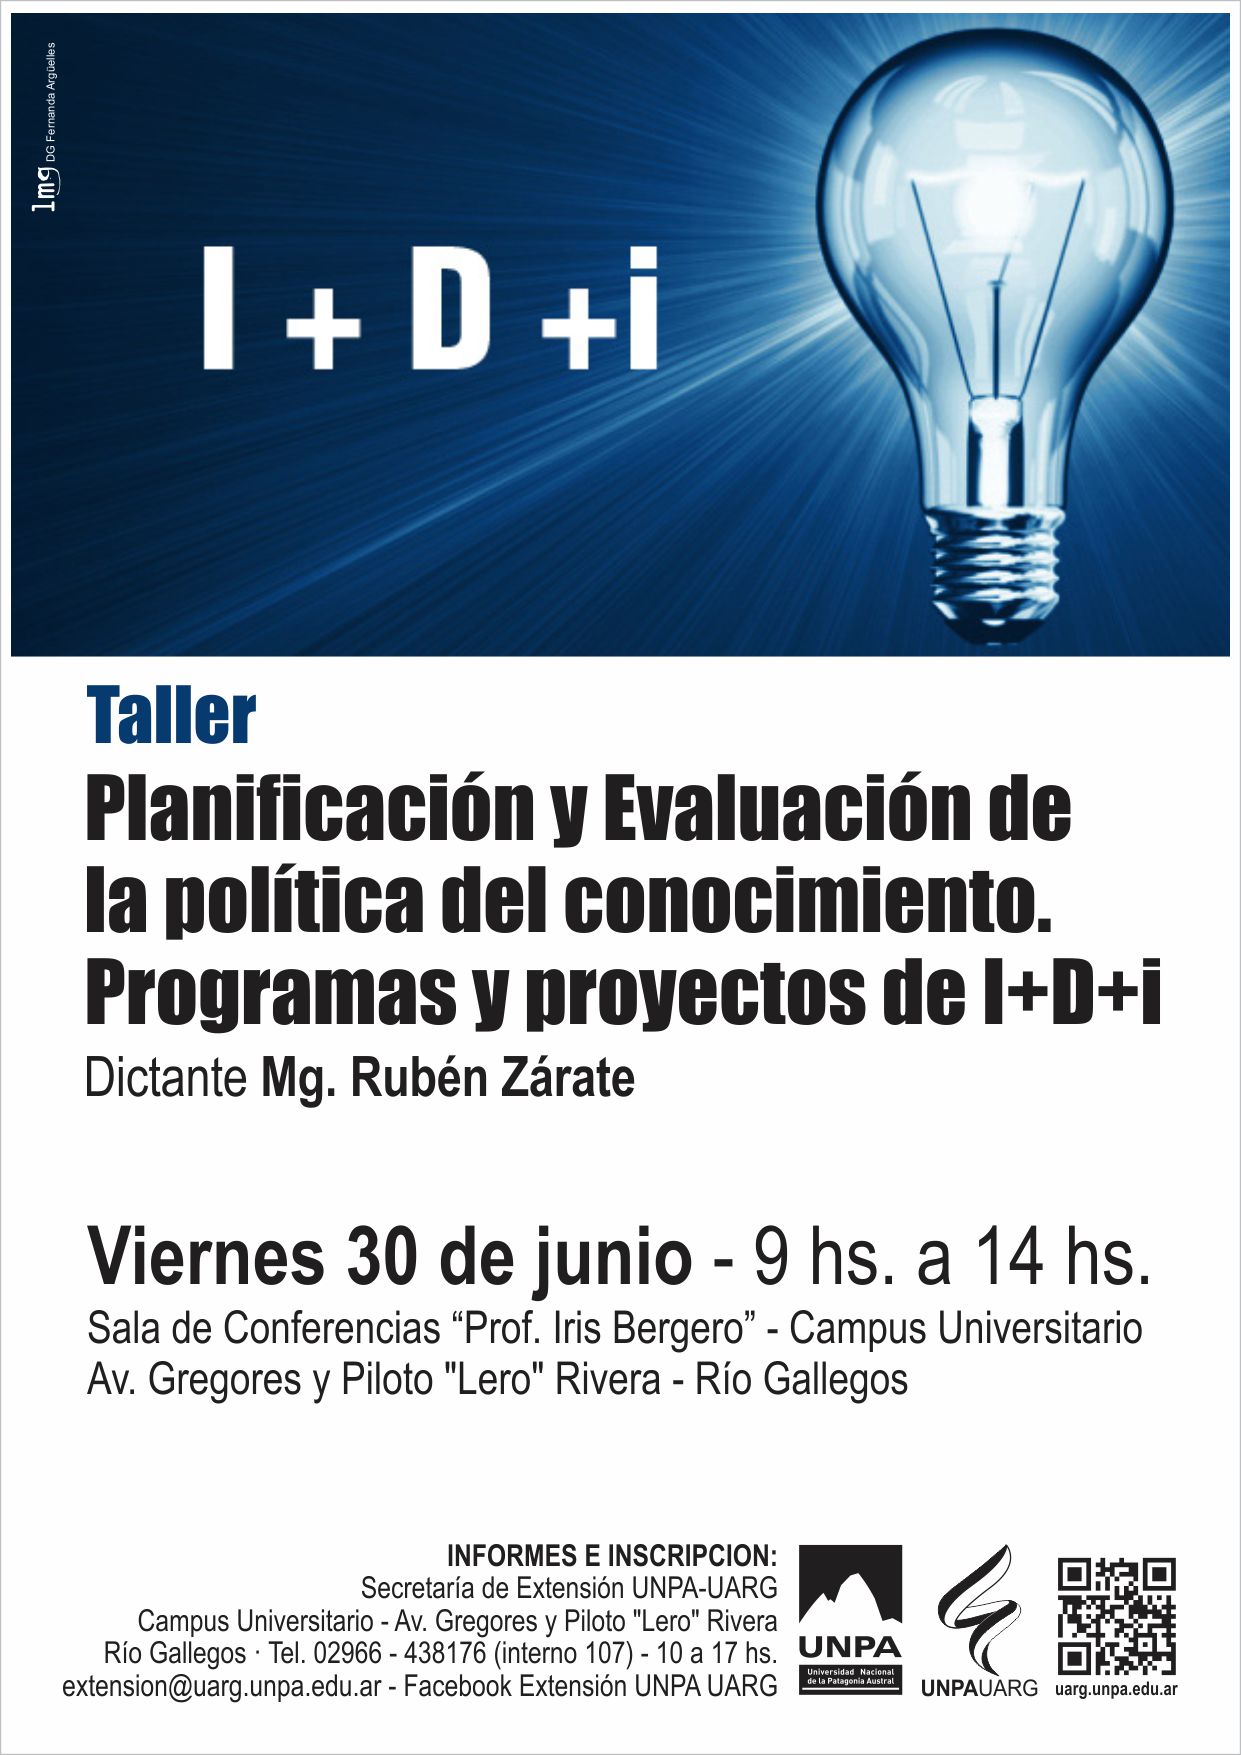 lmg DG Fernanda Argüelles
I + D +i
Taller
Planificación y Evaluación de
la política del conocimiento.
Programas y proyectos de I+D+i
Dictante Mg. Rubén Zárate
Viernes 30 de junio - 9 hs. a 14 hs.
Sala de Conferencias “Prof. Iris Bergero” - Campus Universitario
Av. Gregores y Piloto "Lero" Rivera - Río Gallegos
INFORMES E INSCRIPCION:
Secretaría de Extensión UNPA-UARG
Campus Universitario - Av. Gregores y Piloto "Lero" Rivera
Río Gallegos · Tel. 02966 - 438176 (interno 107) - 10 a 17 hs.
extension@uarg.unpa.edu.ar - Facebook Extensión UNPA UARG
UNPA
Universidad Nacional
de la Patagonia Austral
UNPAUARG
uarg.unpa.edu.ar